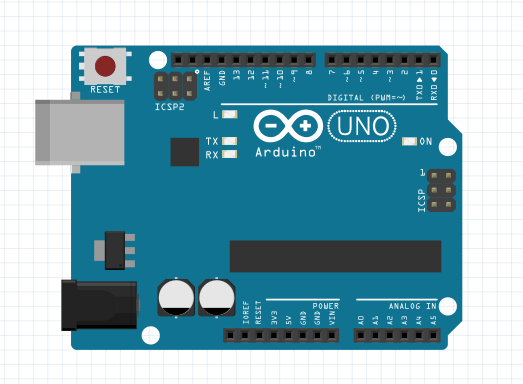 RESET
ICSP2
AREF
GND
13
12
~11
~10
~9
8
7
~6
~5
4
~3
2
TXD▶1
RXD◀0
DIGITAL (PWM=~)
L
TX
RX
UNO
Arduino™
ON
1
ICSP
POWER
ANALOG IN
IOREF
RESET
3V3
5V
GND
GND
VIN
A0
A1
A2
A3
A4
A5